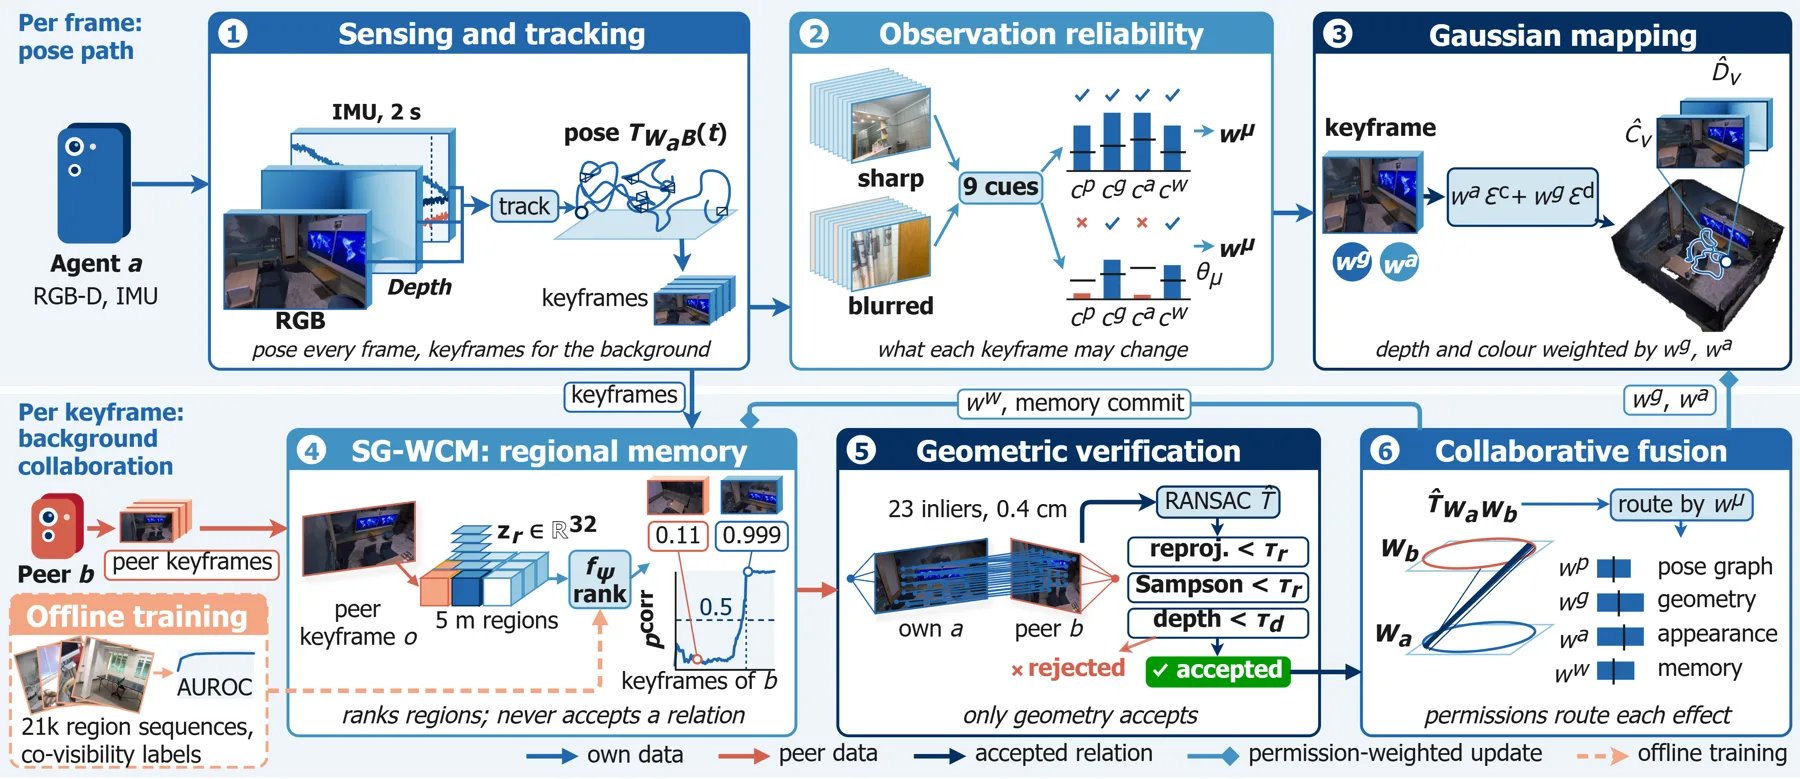 Per frame:
pose path
1 Sensing and tracking
IMU, 2 s
pose T_{W_aB}(t)
track
Agent a
RGB-D, IMU
Depth
RGB
keyframes
pose every frame, keyframes for the background
2 Observation reliability
sharp
blurred
9 cues
✓ ✓ ✓ ✓
w^μ
c^p c^g c^a c^w
× ✓ × ✓
w^μ
θ_μ
c^p c^g c^a c^w
what each keyframe may change
3 Gaussian mapping
D̂_v
Ĉ_v
keyframe
w^a ℰ^c + w^g ℰ^d
w^g w^a
depth and colour weighted by w^g, w^a
keyframes
w^w, memory commit
w^g, w^a
Per keyframe:
background
collaboration
Peer b
peer keyframes
Offline training
AUROC
21k region sequences,
co-visibility labels
4 SG-WCM: regional memory
z_r ∈ ℝ^32
peer
keyframe o
5 m regions
f_ψ
rank
0.11 0.999
0.5
p^corr
keyframes of b
ranks regions; never accepts a relation
5 Geometric verification
23 inliers, 0.4 cm
own a
peer b
RANSAC T̂
reproj. < τ_r
Sampson < τ_r
depth < τ_d
× rejected
✓ accepted
only geometry accepts
6 Collaborative fusion
T̂_{W_aW_b}
route by w^μ
W_b
W_a
w^p pose graph
w^g geometry
w^a appearance
w^w memory
permissions route each effect
own data
peer data
accepted relation
permission-weighted update
offline training